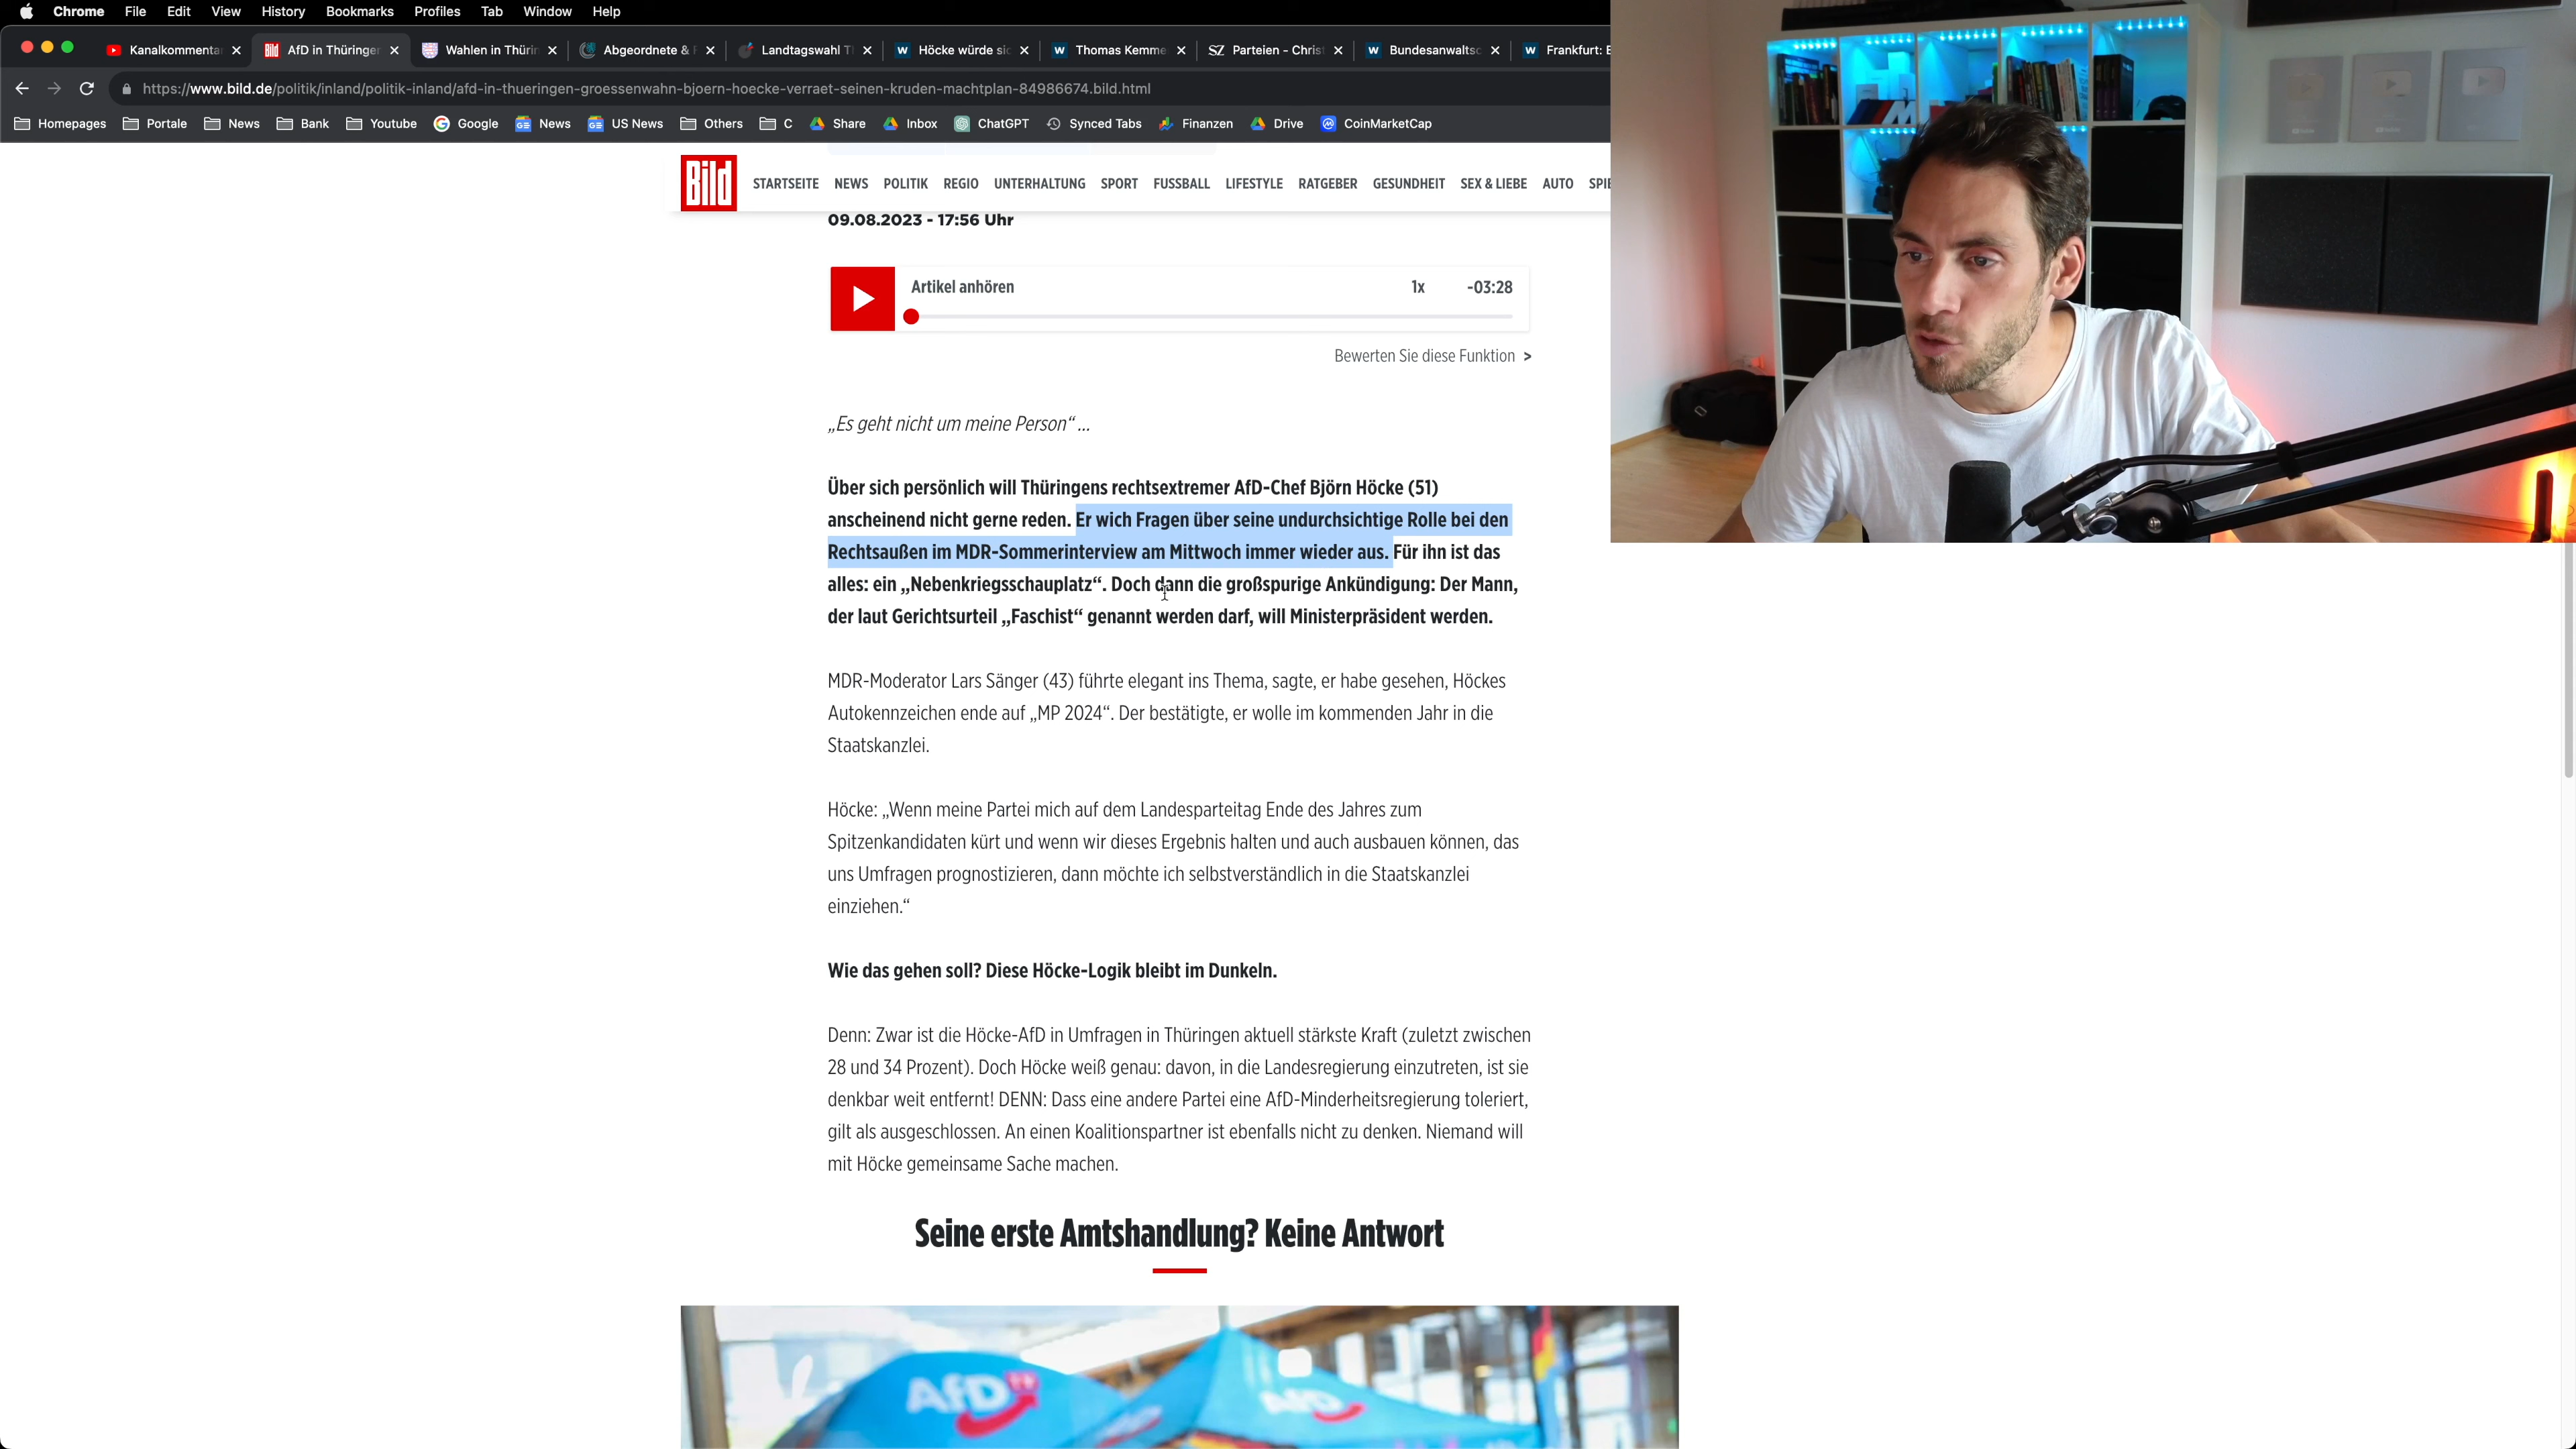 Chrome File Edit View History Bookmarks Profiles Tab Window Help
Kanalkommenta AfD in Thüringer Wahlen in Thürin Abgeordnete & F Landtagswahl T Höcke würde sic Thomas Kemme SZ Parteien - Christ Bundesanwaltsc Frankfurt: E
https://www.bild.de/politik/inland/politik-inland/afd-in-thueringen-groessenwahn-bjoern-hoecke-verraet-seinen-kruden-machtplan-84986674.bild.html
Homepages Portale News Bank Youtube Google News US News Others C Share Inbox ChatGPT Synced Tabs Finanzen Drive CoinMarketCap
Bild STARTSEITE NEWS POLITIK REGIO UNTERHALTUNG SPORT FUSSBALL LIFESTYLE RATGEBER GESUNDHEIT SEX & LIEBE AUTO SPIE
09.08.2023 - 17:56 Uhr
Artikel anhören 1x -03:28
Bewerten Sie diese Funktion >
„Es geht nicht um meine Person“ ...
Über sich persönlich will Thüringens rechtsextremer AfD-Chef Björn Höcke (51)
anscheinend nicht gerne reden. Er wich Fragen über seine undurchsichtige Rolle bei den
Rechtsaußen im MDR-Sommerinterview am Mittwoch immer wieder aus. Für ihn ist das
alles: ein „Nebenkriegsschauplatz“. Doch dann die großspurige Ankündigung: Der Mann,
der laut Gerichtsurteil „Faschist“ genannt werden darf, will Ministerpräsident werden.
MDR-Moderator Lars Sänger (43) führte elegant ins Thema, sagte, er habe gesehen, Höckes
Autokennzeichen ende auf „MP 2024“. Der bestätigte, er wolle im kommenden Jahr in die
Staatskanzlei.
Höcke: „Wenn meine Partei mich auf dem Landesparteitag Ende des Jahres zum
Spitzenkandidaten kürt und wenn wir dieses Ergebnis halten und auch ausbauen können, das
uns Umfragen prognostizieren, dann möchte ich selbstverständlich in die Staatskanzlei
einziehen.“
Wie das gehen soll? Diese Höcke-Logik bleibt im Dunkeln.
Denn: Zwar ist die Höcke-AfD in Umfragen in Thüringen aktuell stärkste Kraft (zuletzt zwischen
28 und 34 Prozent). Doch Höcke weiß genau: davon, in die Landesregierung einzutreten, ist sie
denkbar weit entfernt! DENN: Dass eine andere Partei eine AfD-Minderheitsregierung toleriert,
gilt als ausgeschlossen. An einen Koalitionspartner ist ebenfalls nicht zu denken. Niemand will
mit Höcke gemeinsame Sache machen.
Seine erste Amtshandlung? Keine Antwort
AfD
AfD